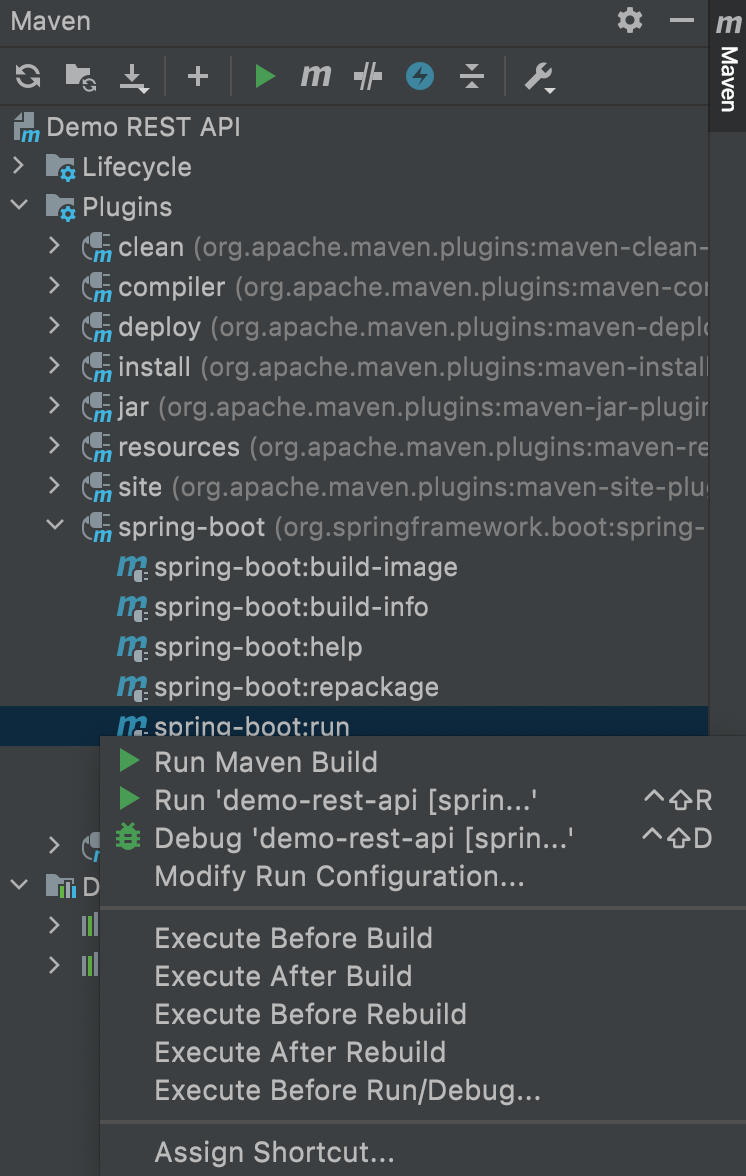 Maven
m
Maven
m
Demo REST API
Lifecycle
Plugins
clean (org.apache.maven.plugins:maven-clean-
compiler (org.apache.maven.plugins:maven-co
deploy (org.apache.maven.plugins:maven-depl
install (org.apache.maven.plugins:maven-install
jar (org.apache.maven.plugins:maven-jar-plugi
resources (org.apache.maven.plugins:maven-re
site (org.apache.maven.plugins:maven-site-plu
spring-boot (org.springframework.boot:spring-
spring-boot:build-image
spring-boot:build-info
spring-boot:help
spring-boot:repackage
spring-boot:run
Run Maven Build
Run 'demo-rest-api [sprin...' ^⇧R
Debug 'demo-rest-api [sprin...' ^⇧D
Modify Run Configuration...
D
Execute Before Build
Execute After Build
Execute Before Rebuild
Execute After Rebuild
Execute Before Run/Debug...
Assign Shortcut...